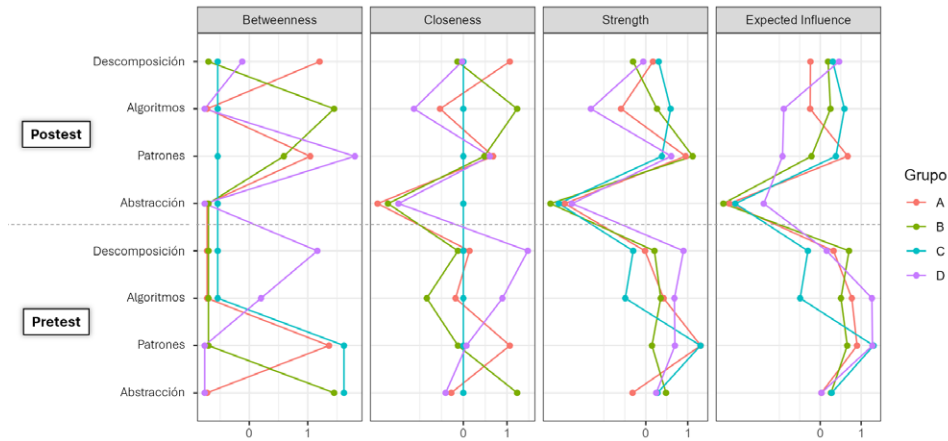 Betweenness Closeness Strength Expected Influence
Descomposición
Algoritmos
Postest
Patrones
Abstracción
Descomposición
Algoritmos
Pretest
Patrones
Abstracción
0 1 0 1 0 1 0 1
Grupo
A
B
C
D